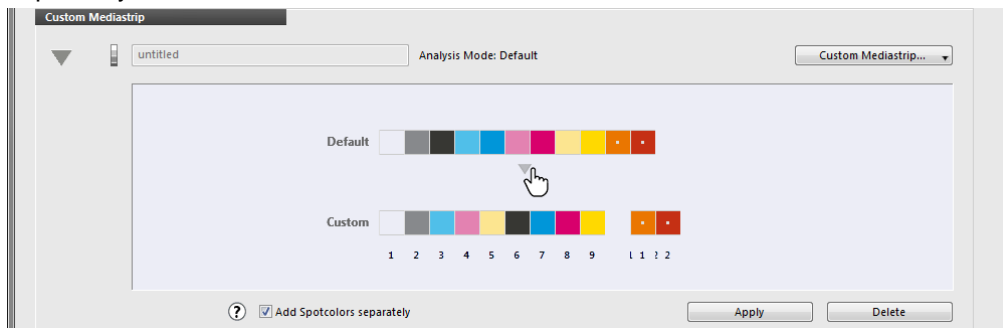 Custom Mediastrip
untitled
Analysis Mode: Default
Custom Mediastrip...
Default
Custom
1 2 3 4 5 6 7 8 9 1 2
? Add Spotcolors separately
Apply
Delete